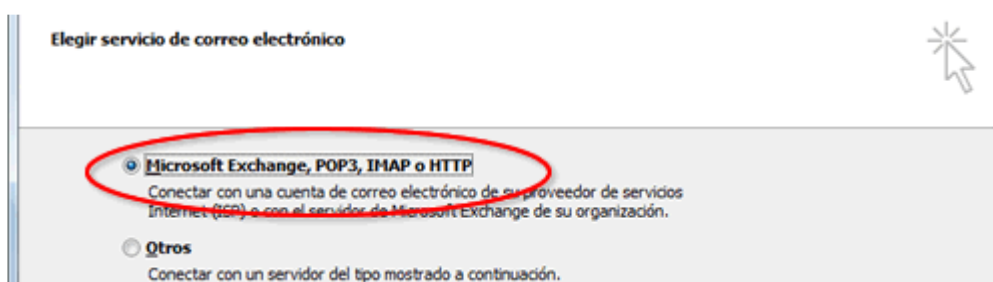 Elegir servicio de correo electrónico
Microsoft Exchange, POP3, IMAP o HTTP
Conectar con una cuenta de correo electrónico de su proveedor de servicios
Internet (ISP) o con el servidor de Microsoft Exchange de su organización.
Otros
Conectar con un servidor del tipo mostrado a continuación.